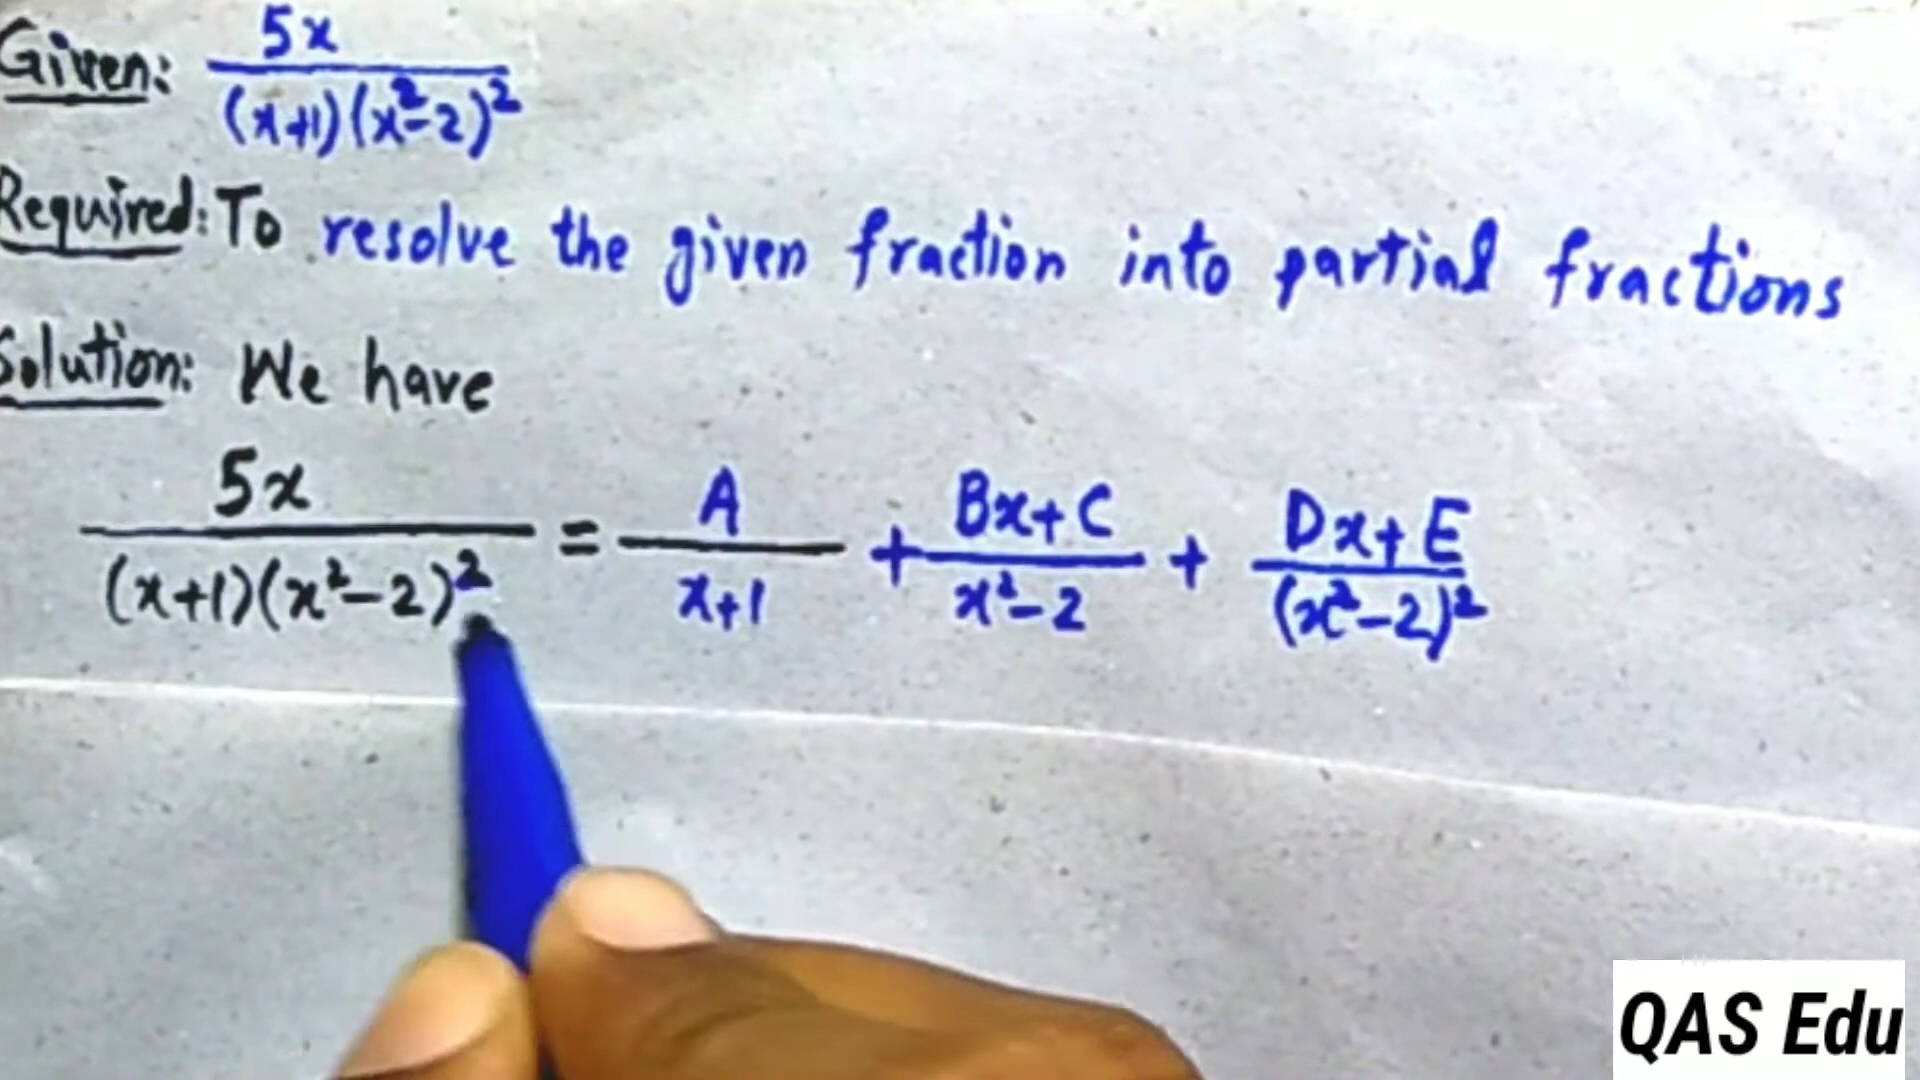 Given: 5x / (x+1)(x²-2)²
Required: To resolve the given fraction into partial fractions
Solution: We have
5x / (x+1)(x²-2)² = A / x+1 + Bx+C / x²-2 + Dx+E / (x²-2)²
QAS Edu